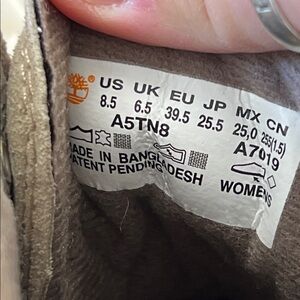 US UK EU JP MX CN
8.5 6.5 39.5 25.5 25,0 255(1.5)
A5TN8 A7019
MADE IN BANGLADESH
PATENT PENDING WOMENS